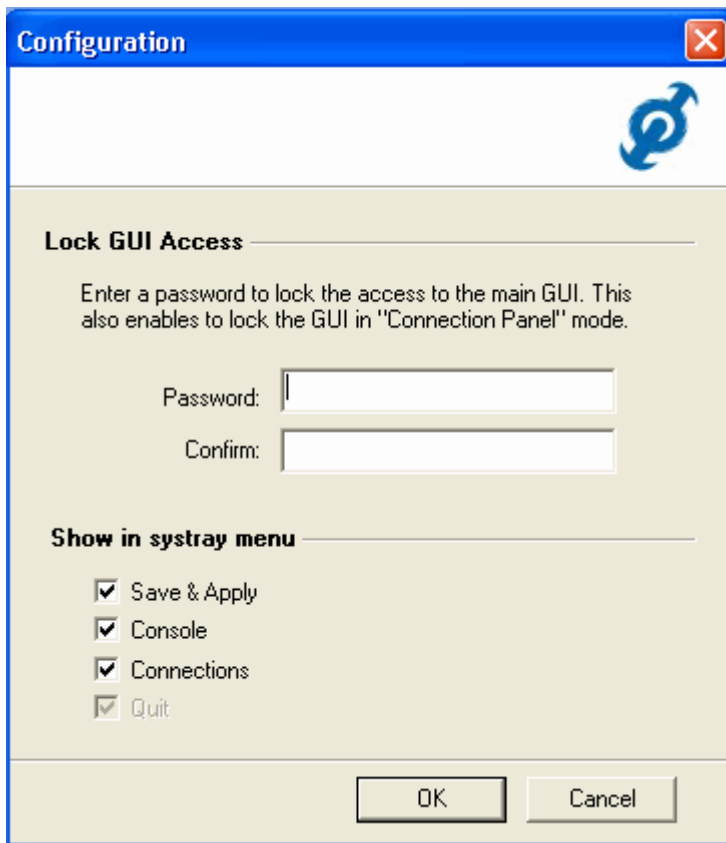 Configuration
Lock GUI Access
Enter a password to lock the access to the main GUI. This
also enables to lock the GUI in "Connection Panel" mode.
Password:
Confirm:
Show in systray menu
Save & Apply
Console
Connections
Quit
OK Cancel